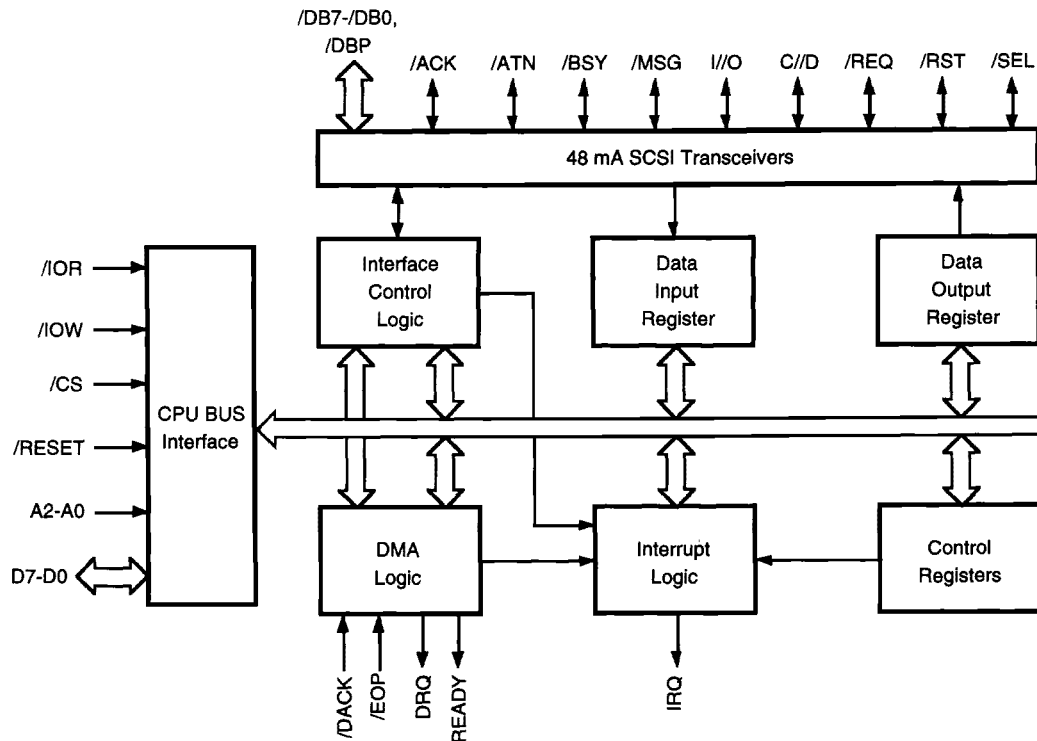 /DB7-/DB0,
/DBP
/ACK
/ATN
/BSY
/MSG
I//O
C//D
/REQ
/RST
/SEL
48 mA SCSI Transceivers
Interface
Control
Logic
Data
Input
Register
Data
Output
Register
/IOR
/IOW
/CS
/RESET
A2-A0
D7-D0
CPU BUS
Interface
DMA
Logic
Interrupt
Logic
Control
Registers
/DACK
/EOP
DRQ
READY
IRQ